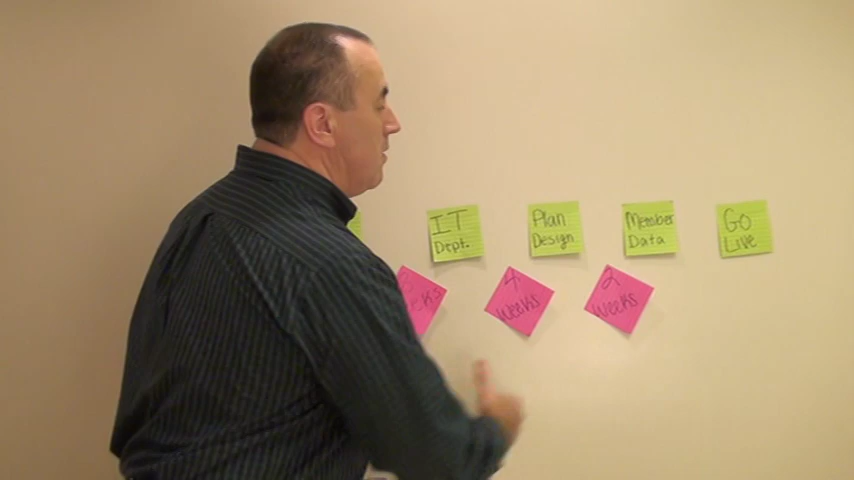 IT
Dept.
Plan
Design
Member
Data
Go
Live
4
Weeks
2
Weeks